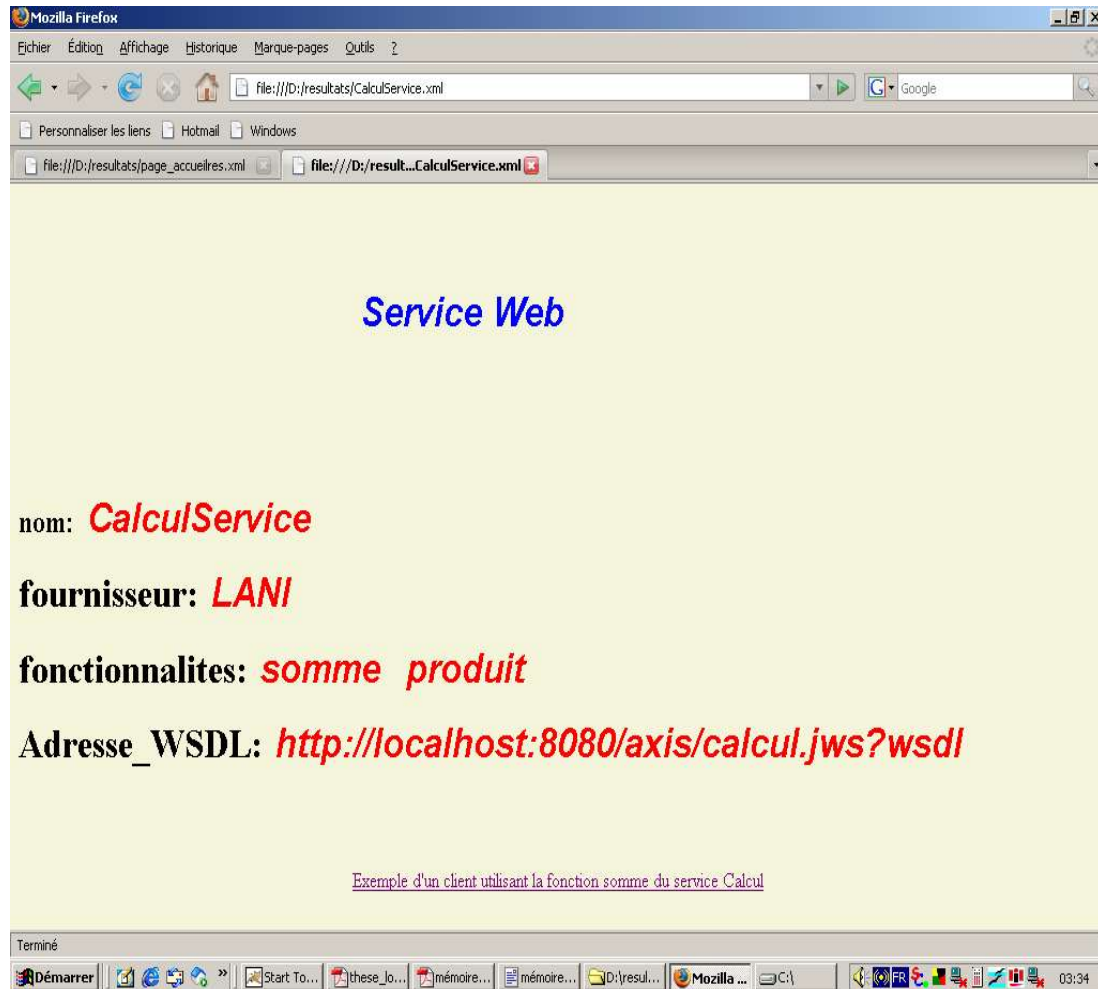 Mozilla Firefox
Fichier Édition Affichage Historique Marque-pages Outils ?
file:///D:/resultats/CalculService.xml
Google
Personnaliser les liens Hotmail Windows
file:///D:/resultats/page_accueilres.xml file:///D:/result...CalculService.xml
Service Web
nom: CalculService
fournisseur: LANI
fonctionnalites: somme produit
Adresse_WSDL: http://localhost:8080/axis/calcul.jws?wsdl
Exemple d'un client utilisant la fonction somme du service Calcul
Terminé
Démarrer » Start To... these_lo... mémoire... mémoire... D:\resul... Mozilla ... C:\ FR 03:34